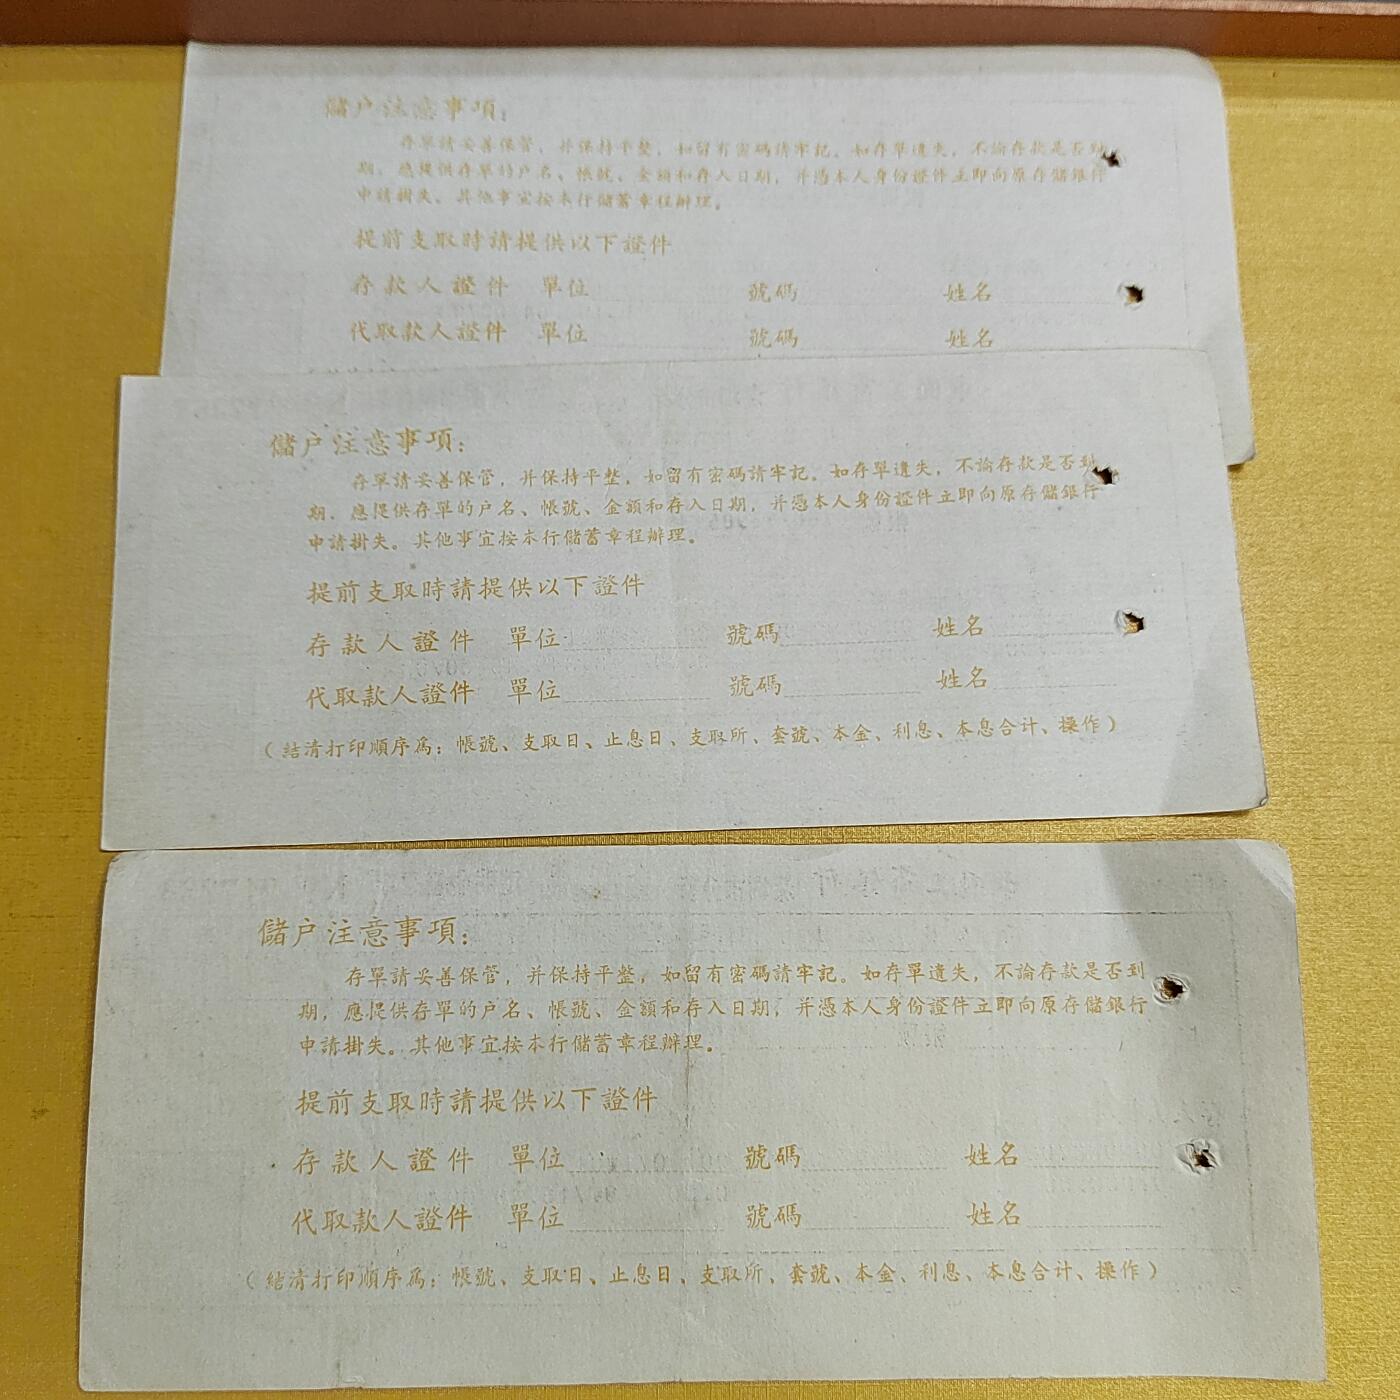 儲户注意事項：
存單請妥善保管，并保持平整，如留有密碼請牢記。如存單遺失，不論存款是否到
期，應提供存單的户名、帳號、金額和存入日期，并憑本人身份證件立即向原存儲銀行
申請掛失。其他事宜按本行儲蓄章程辦理。
提前支取時請提供以下證件
存款人證件 單位 號碼 姓名
代取款人證件 單位 號碼 姓名
儲户注意事項：
存單請妥善保管，并保持平整，如留有密碼請牢記。如存單遺失，不論存款是否到
期，應提供存單的户名、帳號、金額和存入日期，并憑本人身份證件立即向原存儲銀行
申請掛失。其他事宜按本行儲蓄章程辦理。
提前支取時請提供以下證件
存款人證件 單位 號碼 姓名
代取款人證件 單位 號碼 姓名
（結清打印順序為：帳號、支取日、止息日、支取所、套號、本金、利息、本息合计、操作）
儲户注意事項：
存單請妥善保管，并保持平整，如留有密碼請牢記。如存單遺失，不論存款是否到
期，應提供存單的户名、帳號、金額和存入日期，并憑本人身份證件立即向原存儲銀行
申請掛失。其他事宜按本行儲蓄章程辦理。
提前支取時請提供以下證件
存款人證件 單位 號碼 姓名
代取款人證件 單位 號碼 姓名
（結清打印順序為：帳號、支取日、止息日、支取所、套號、本金、利息、本息合计、操作）